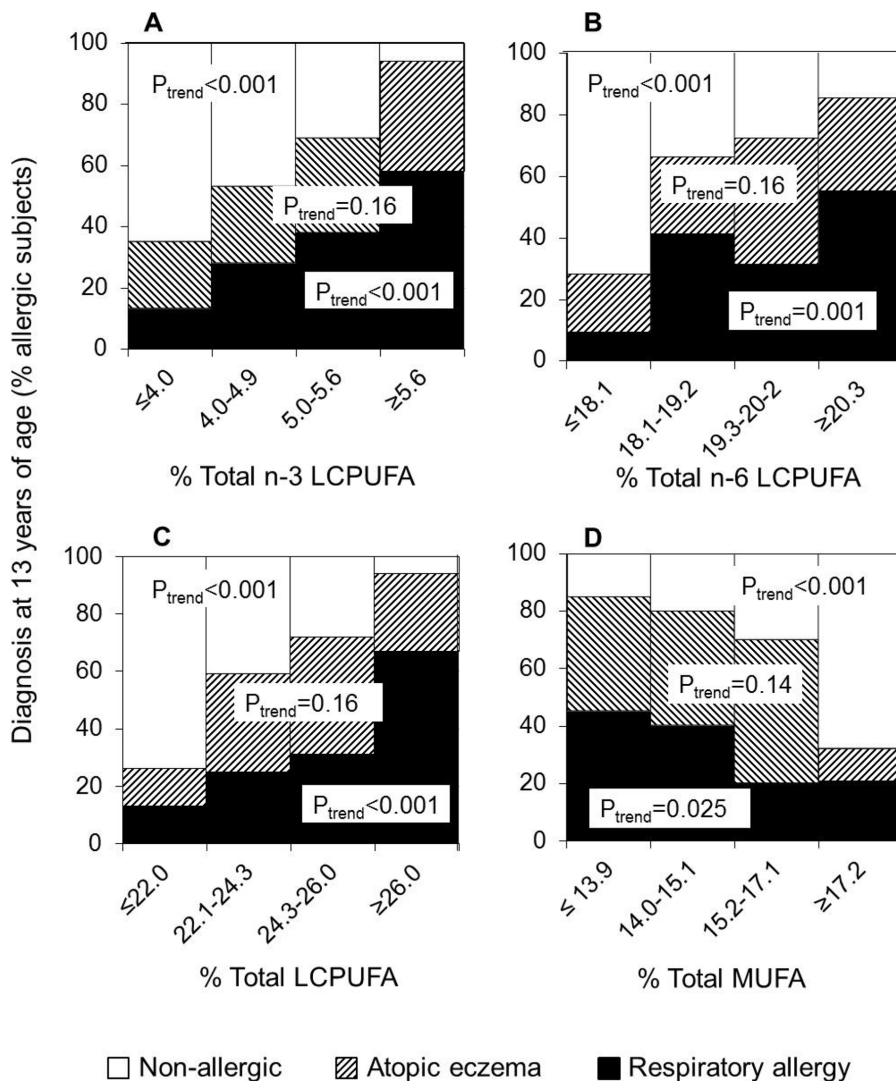 Diagnosis at 13 years of age (% allergic subjects)
A
100
80
60
40
20
0
Ptrend<0.001
Ptrend=0.16
Ptrend<0.001
≤4.0
4.0-4.9
5.0-5.6
≥5.6
% Total n-3 LCPUFA
B
100
80
60
40
20
0
Ptrend<0.001
Ptrend=0.16
Ptrend=0.001
≤18.1
18.1-19.2
19.3-20-2
≥20.3
% Total n-6 LCPUFA
C
100
80
60
40
20
0
Ptrend<0.001
Ptrend=0.16
Ptrend<0.001
≤22.0
22.1-24.3
24.3-26.0
≥26.0
% Total LCPUFA
D
100
80
60
40
20
0
Ptrend<0.001
Ptrend=0.14
Ptrend=0.025
≤ 13.9
14.0-15.1
15.2-17.1
≥17.2
% Total MUFA
Non-allergic
Atopic eczema
Respiratory allergy